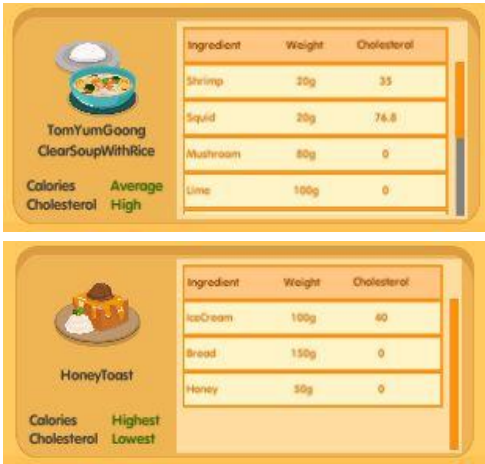 Ingredient Weight Cholesterol
Shrimp 20g 35
Squid 20g 76.8
Mushroom 80g 0
Lime 100g 0
TomYumGoong
ClearSoupWithRice
Calories Average
Cholesterol High
Ingredient Weight Cholesterol
IceCream 100g 40
Bread 150g 0
Honey 50g 0
HoneyToast
Calories Highest
Cholesterol Lowest